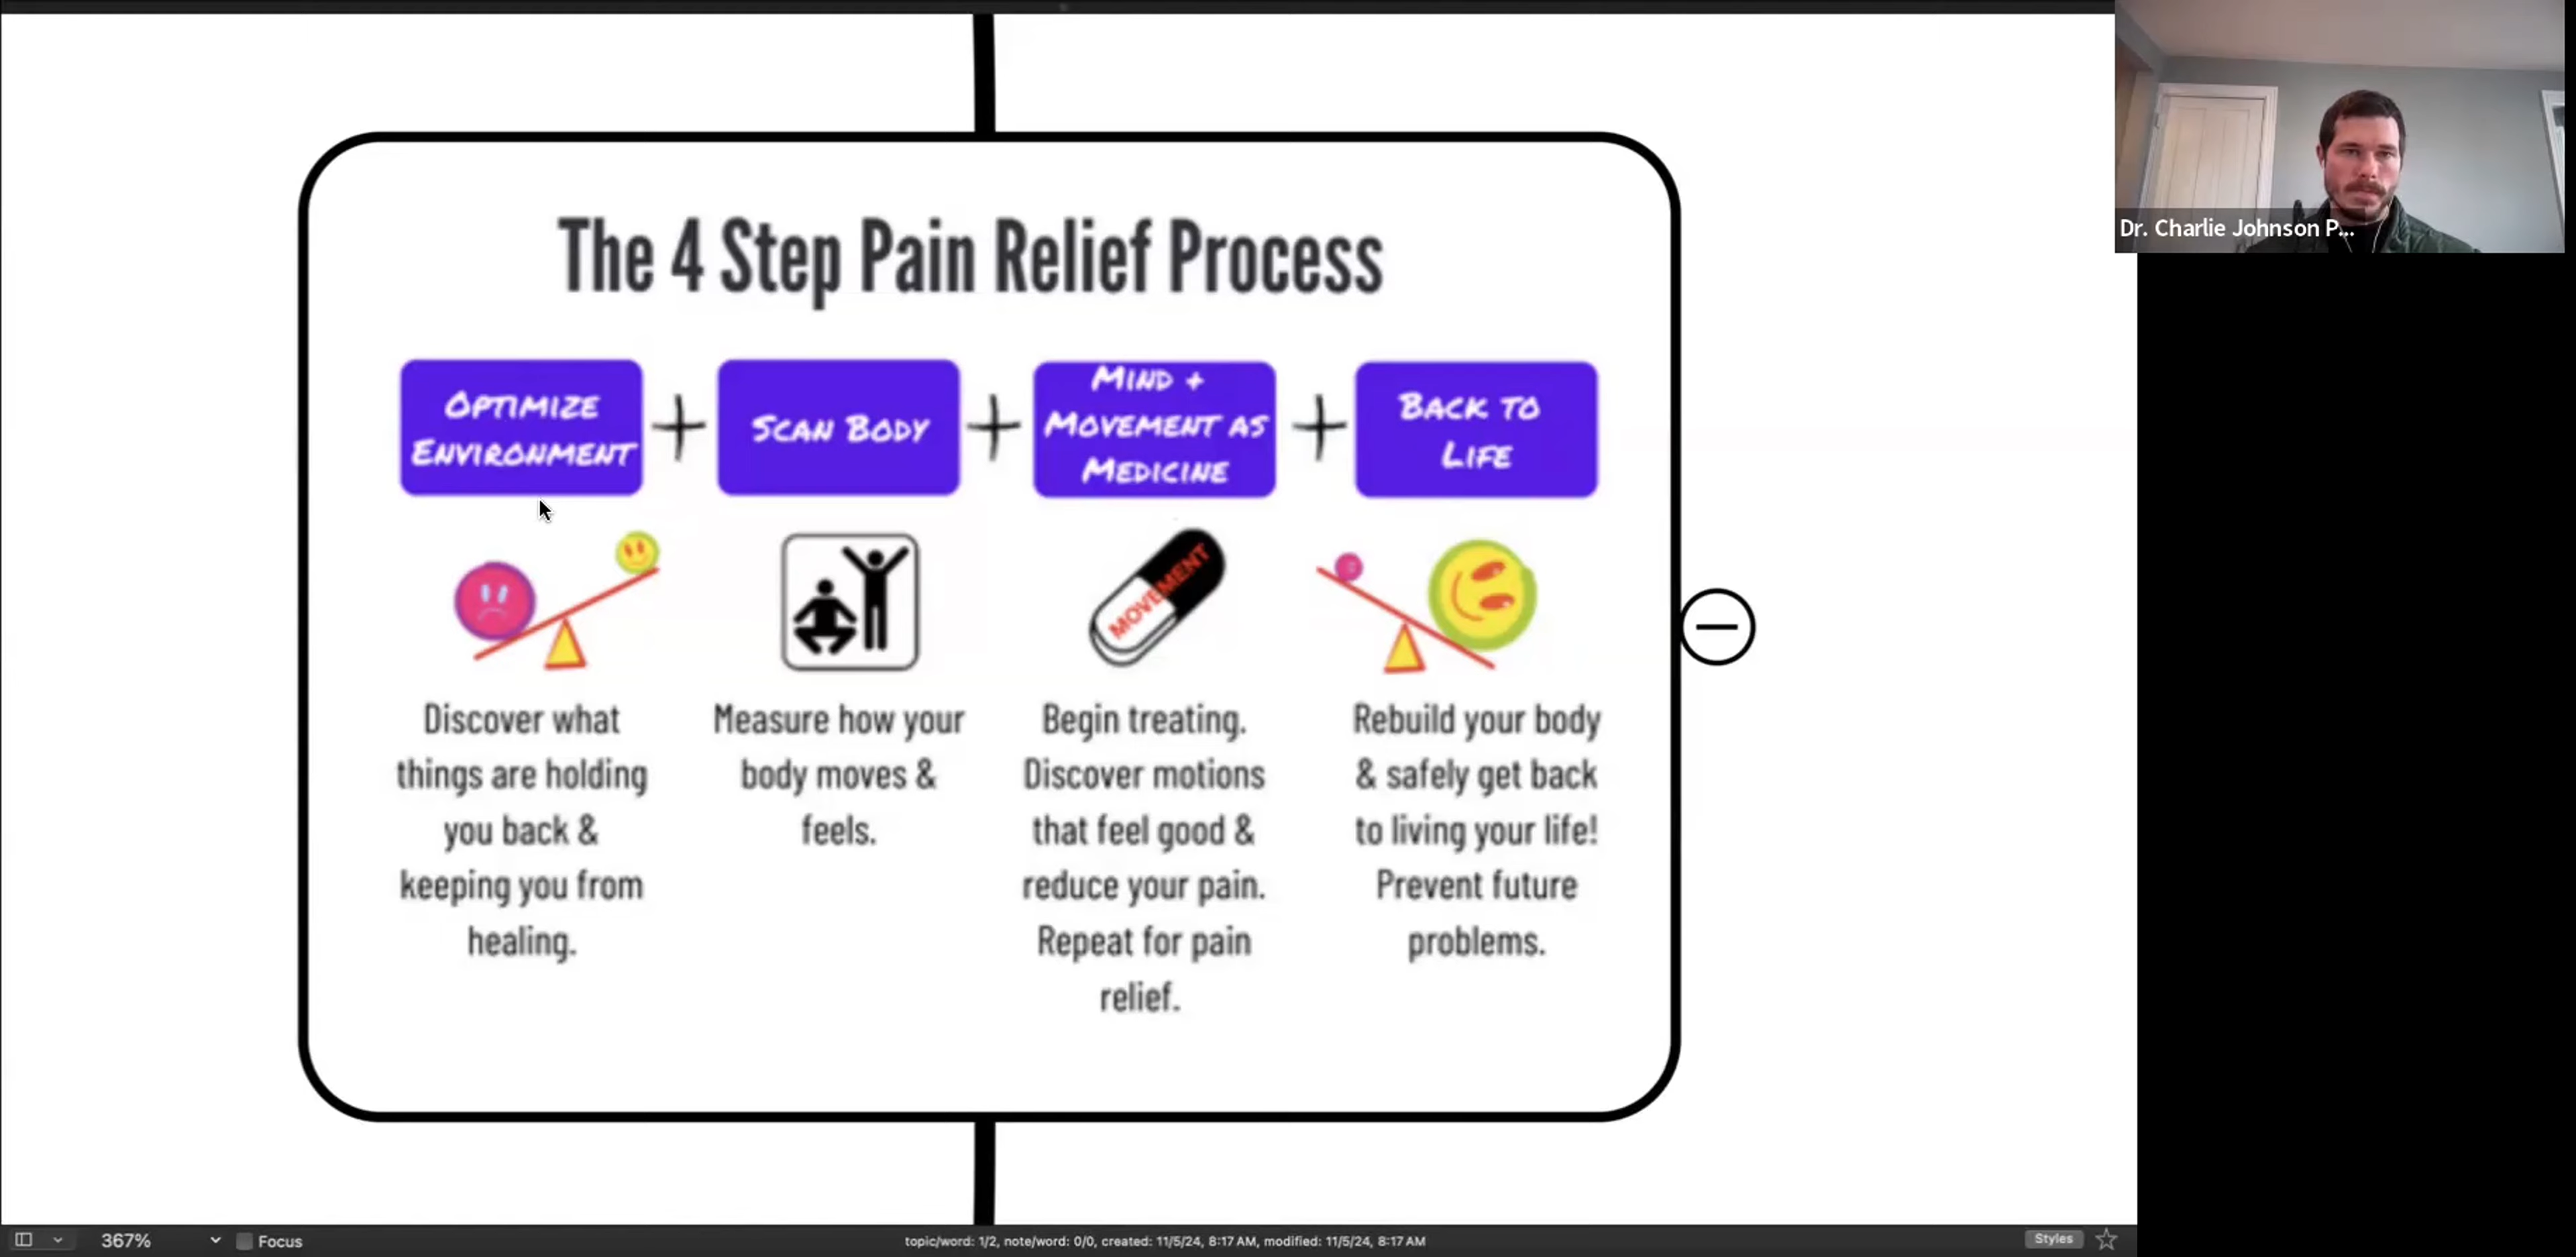 The 4 Step Pain Relief Process
OPTIMIZE
ENVIRONMENT
+
SCAN BODY
+
MIND +
MOVEMENT AS
MEDICINE
+
BACK TO
LIFE
MOVEMENT
Discover what
things are holding
you back &
keeping you from
healing.
Measure how your
body moves &
feels.
Begin treating.
Discover motions
that feel good &
reduce your pain.
Repeat for pain
relief.
Rebuild your body
& safely get back
to living your life!
Prevent future
problems.
Dr. Charlie Johnson P...
367%
Focus
topic/word: 1/2, note/word: 0/0, created: 11/5/24, 8:17 AM, modified: 11/5/24, 8:17 AM
Styles